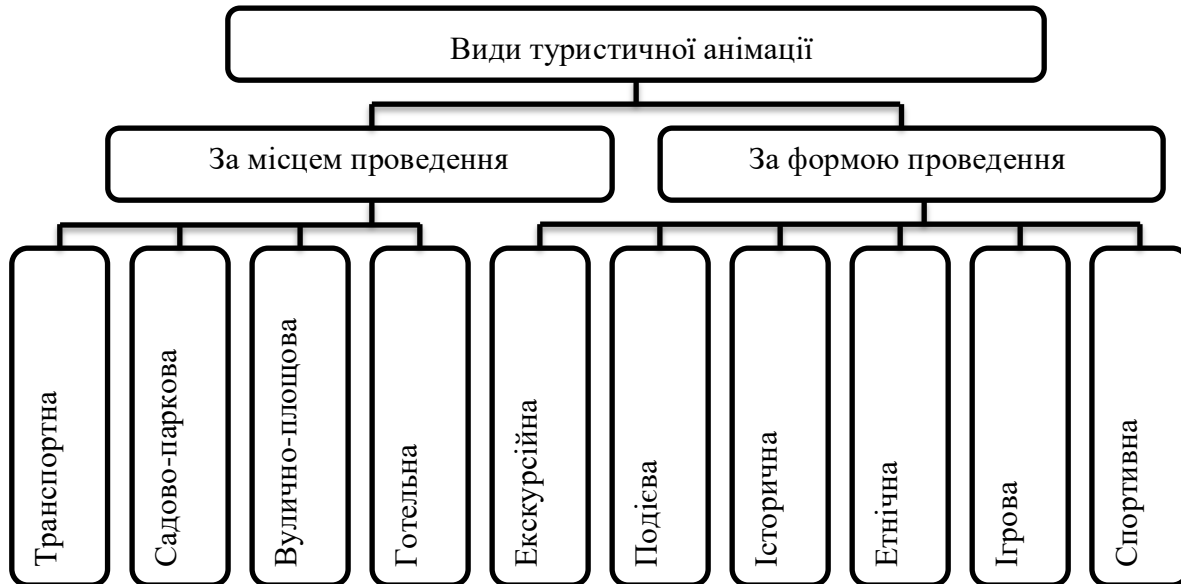 Види туристичної анімації
За місцем проведення
За формою проведення
Транспортна
Садово-паркова
Вулично-площова
Готельна
Екскурсійна
Подієва
Історична
Етнічна
Ігрова
Спортивна